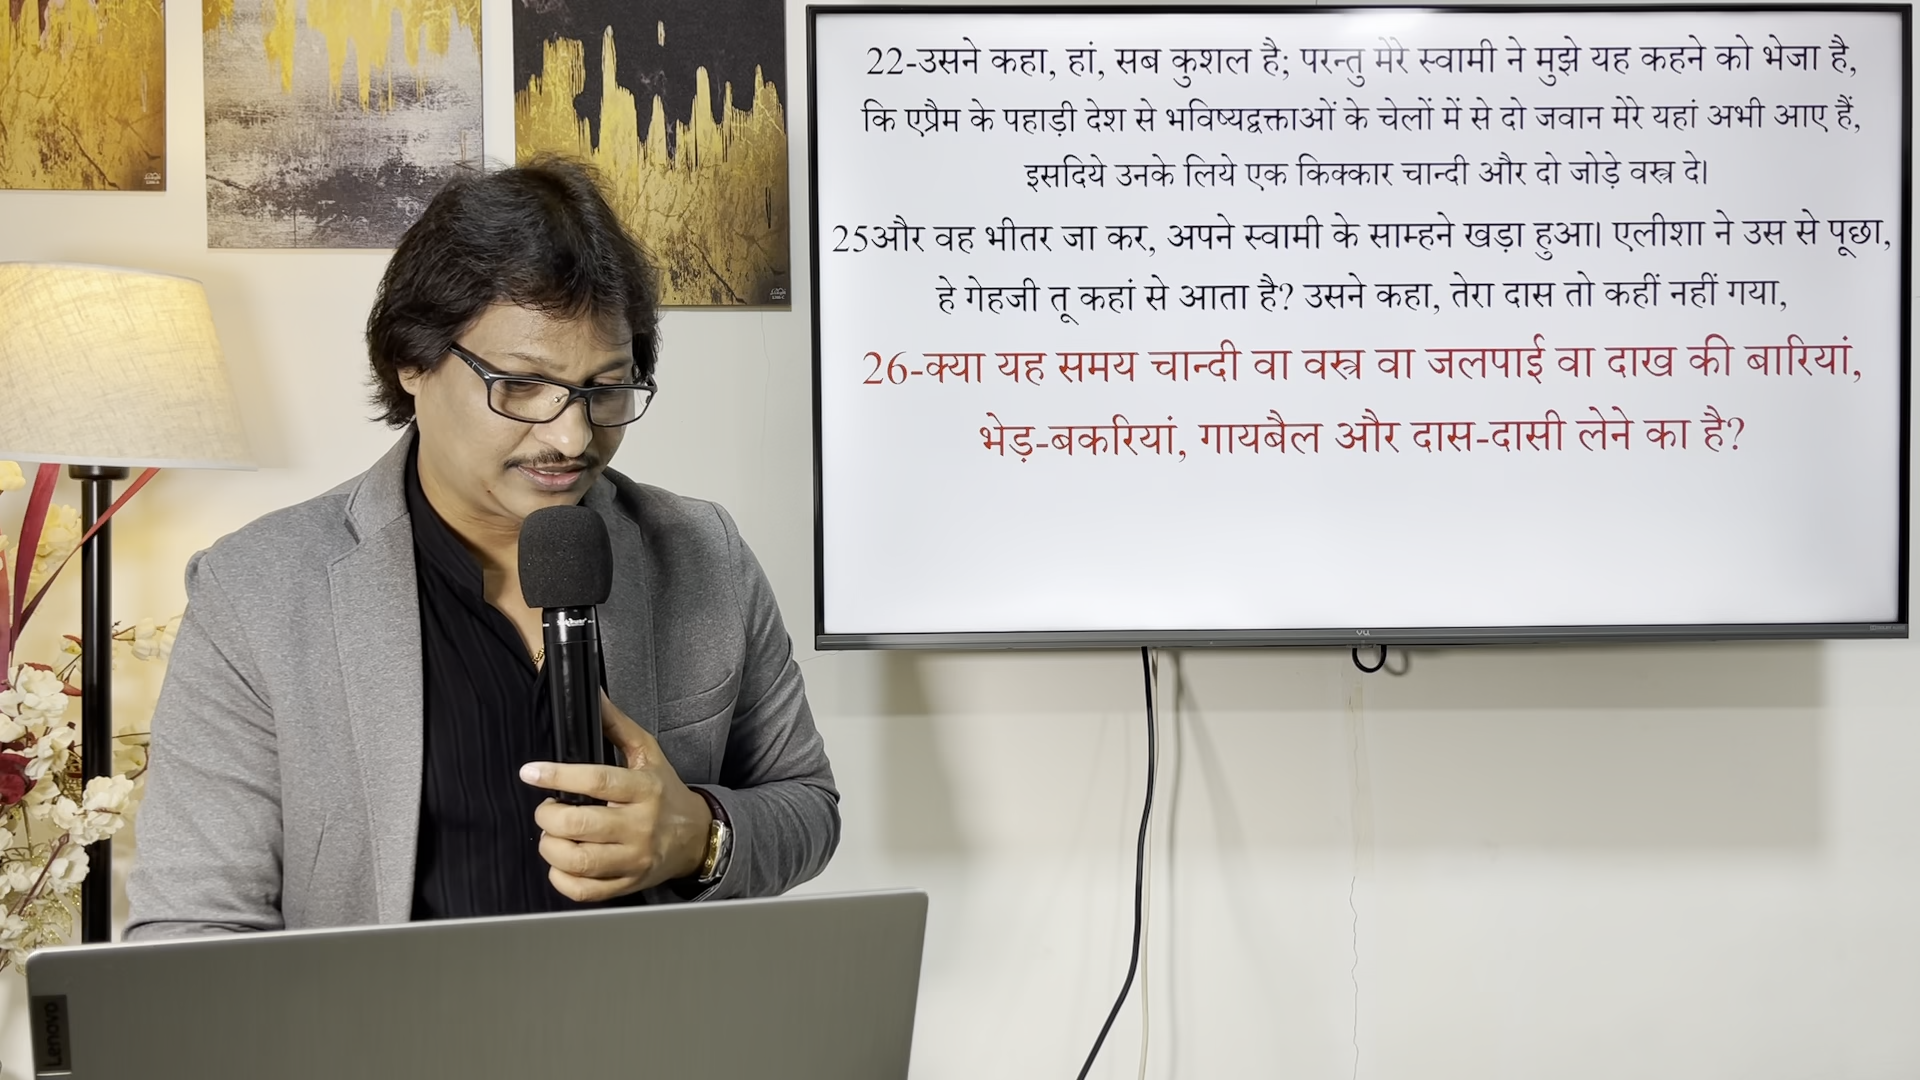 22-उसने कहा, हां, सब कुशल है; परन्तु मेरे स्वामी ने मुझे यह कहने को भेजा है,
कि एप्रैम के पहाड़ी देश से भविष्यद्वक्ताओं के चेलों में से दो जवान मेरे यहां अभी आए हैं,
इसदिये उनके लिये एक किक्कार चान्दी और दो जोड़े वस्त्र दे।
25और वह भीतर जा कर, अपने स्वामी के साम्हने खड़ा हुआ। एलीशा ने उस से पूछा,
हे गेहजी तू कहां से आता है? उसने कहा, तेरा दास तो कहीं नहीं गया,
26-क्या यह समय चान्दी वा वस्त्र वा जलपाई वा दाख की बारियां,
भेड़-बकरियां, गायबैल और दास-दासी लेने का है?
Lenovo